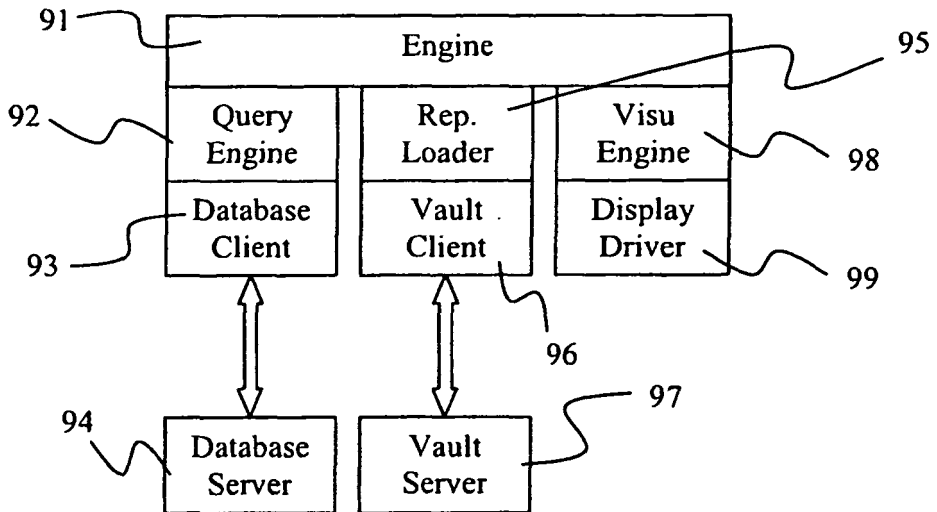 91
Engine
95
92
Query
Engine
Rep.
Loader
Visu
Engine
98
93
Database
Client
Vault
Client
Display
Driver
99
96
94
Database
Server
Vault
Server
97